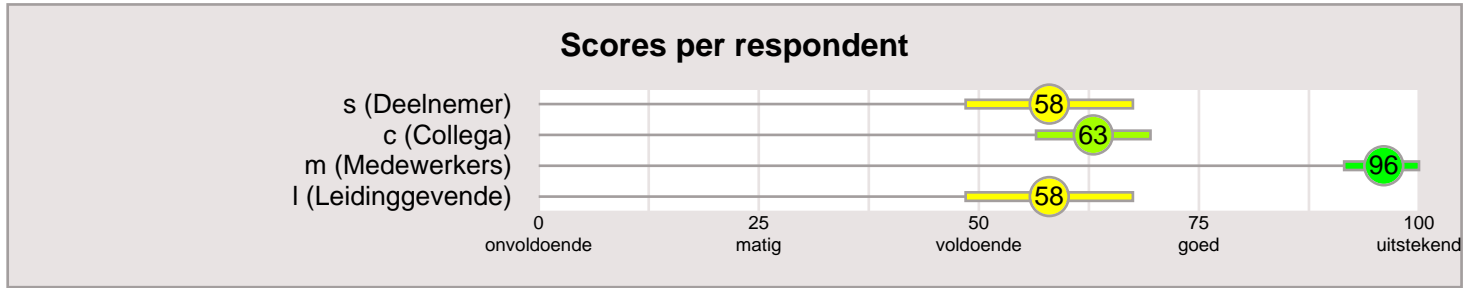 Scores per respondent
s (Deelnemer) 58
c (Collega) 63
m (Medewerkers) 96
l (Leidinggevende) 58
0 25 50 75 100
onvoldoende matig voldoende goed uitstekend